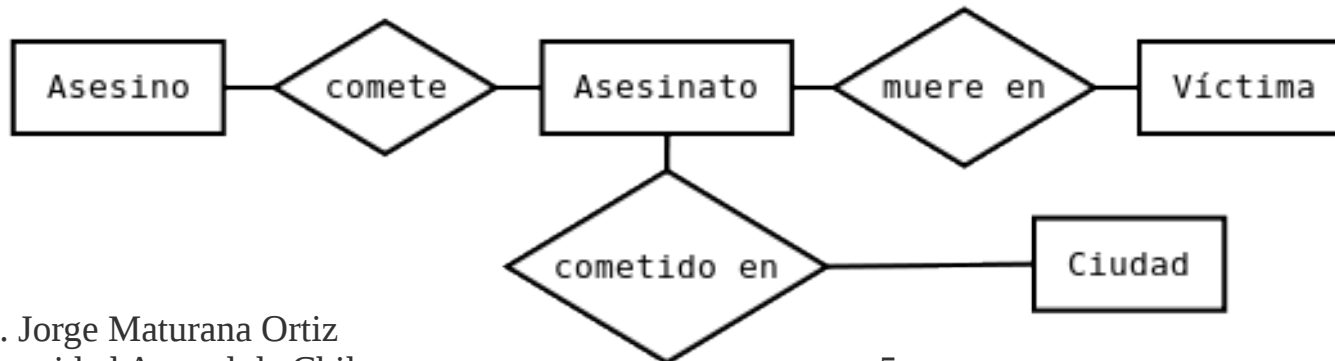 Asesino comete Asesinato muere en Víctima
cometido en Ciudad
. Jorge Maturana Ortiz
5